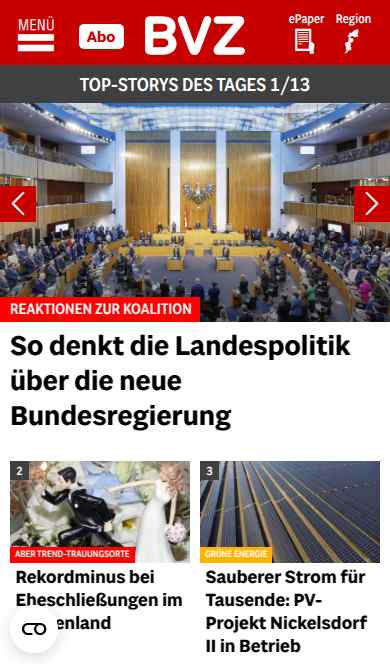 MENÜ
Abo
BVZ
ePaper
Region
TOP-STORYS DES TAGES 1/13
REAKTIONEN ZUR KOALITION
So denkt die Landespolitik
über die neue
Bundesregierung
2
ABER TREND-TRAUUNGSORTE
Rekordminus bei
Eheschließungen im
3
GRÜNE ENERGIE
Sauberer Strom für
Tausende: PV-
Projekt Nickelsdorf
II in Betrieb